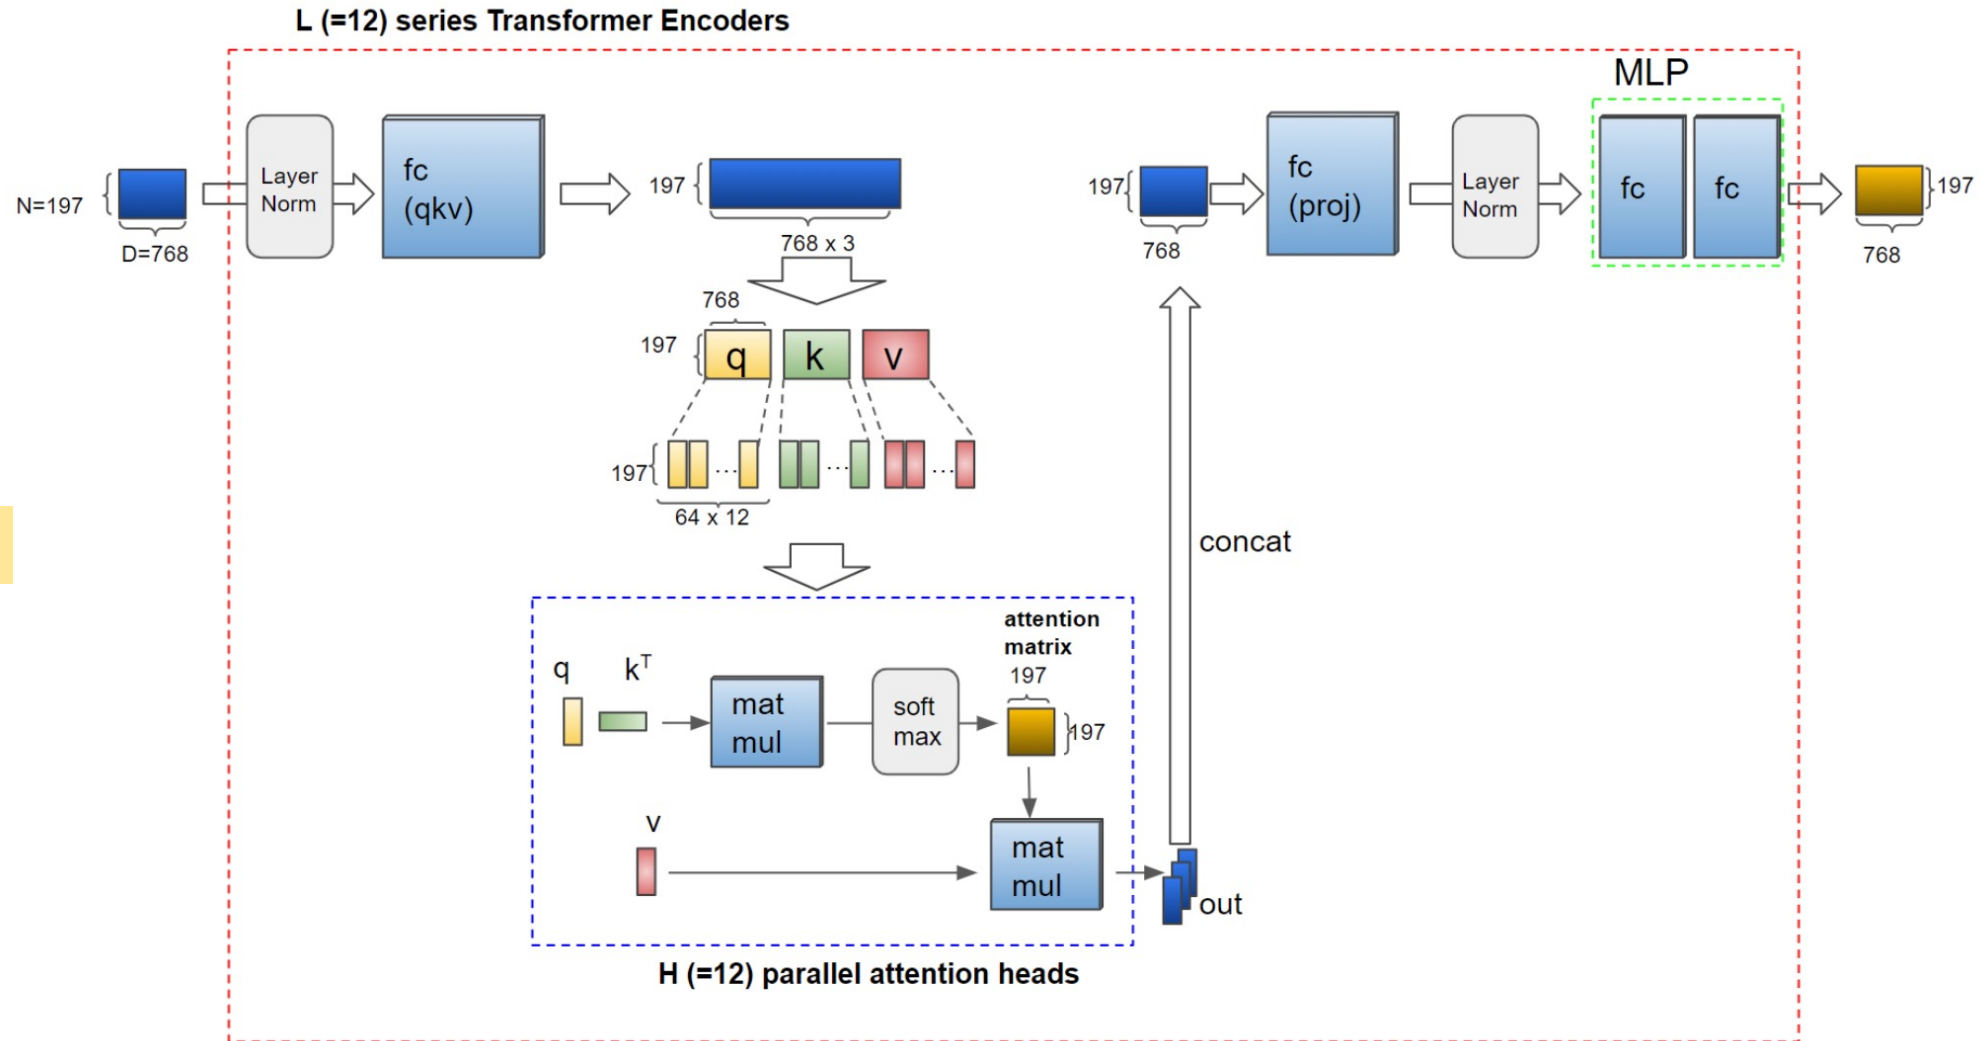 L (=12) series Transformer Encoders
MLP
N=197
D=768
Layer
Norm
fc
(qkv)
197
768 x 3
197
768
fc
(proj)
Layer
Norm
fc
fc
197
768
768
197
q
k
v
197
...
...
...
64 x 12
concat
attention
matrix
197
q
kᵀ
mat
mul
soft
max
197
v
mat
mul
out
H (=12) parallel attention heads